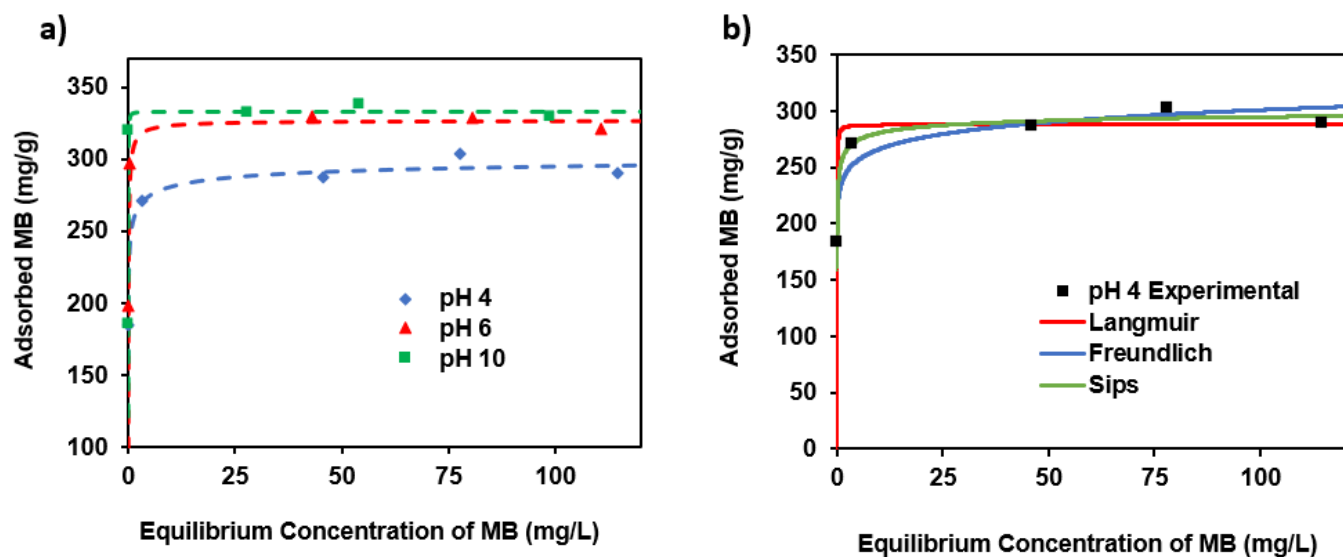 a)
350
300
250
200
150
100
0
25
50
75
100
Adsorbed MB (mg/g)
Equilibrium Concentration of MB (mg/L)
pH 4
pH 6
pH 10
b)
350
300
250
200
150
100
50
0
0
25
50
75
100
Adsorbed MB (mg/g)
Equilibrium Concentration of MB (mg/L)
pH 4 Experimental
Langmuir
Freundlich
Sips